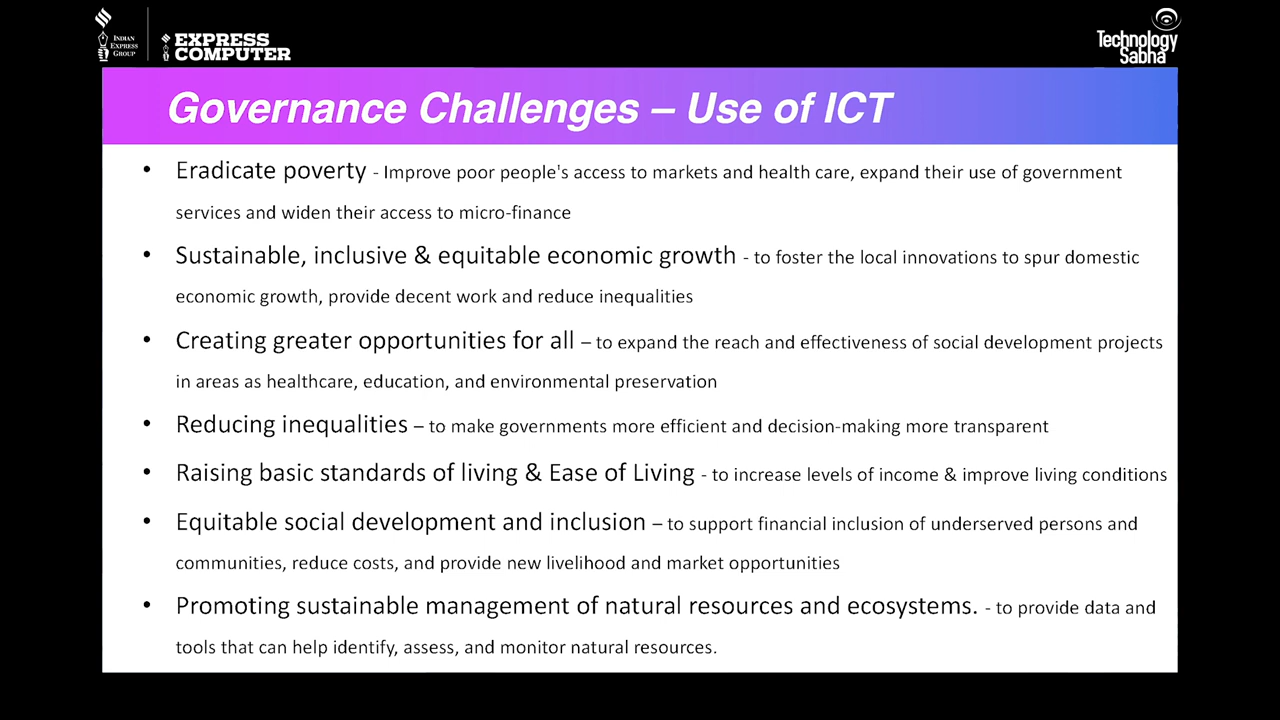 INDIAN
EXPRESS
GROUP
EXPRESS
COMPUTER
Technology
Sabha
Governance Challenges – Use of ICT
• Eradicate poverty - Improve poor people's access to markets and health care, expand their use of government
services and widen their access to micro-finance
• Sustainable, inclusive & equitable economic growth - to foster the local innovations to spur domestic
economic growth, provide decent work and reduce inequalities
• Creating greater opportunities for all – to expand the reach and effectiveness of social development projects
in areas as healthcare, education, and environmental preservation
• Reducing inequalities – to make governments more efficient and decision-making more transparent
• Raising basic standards of living & Ease of Living - to increase levels of income & improve living conditions
• Equitable social development and inclusion – to support financial inclusion of underserved persons and
communities, reduce costs, and provide new livelihood and market opportunities
• Promoting sustainable management of natural resources and ecosystems. - to provide data and
tools that can help identify, assess, and monitor natural resources.